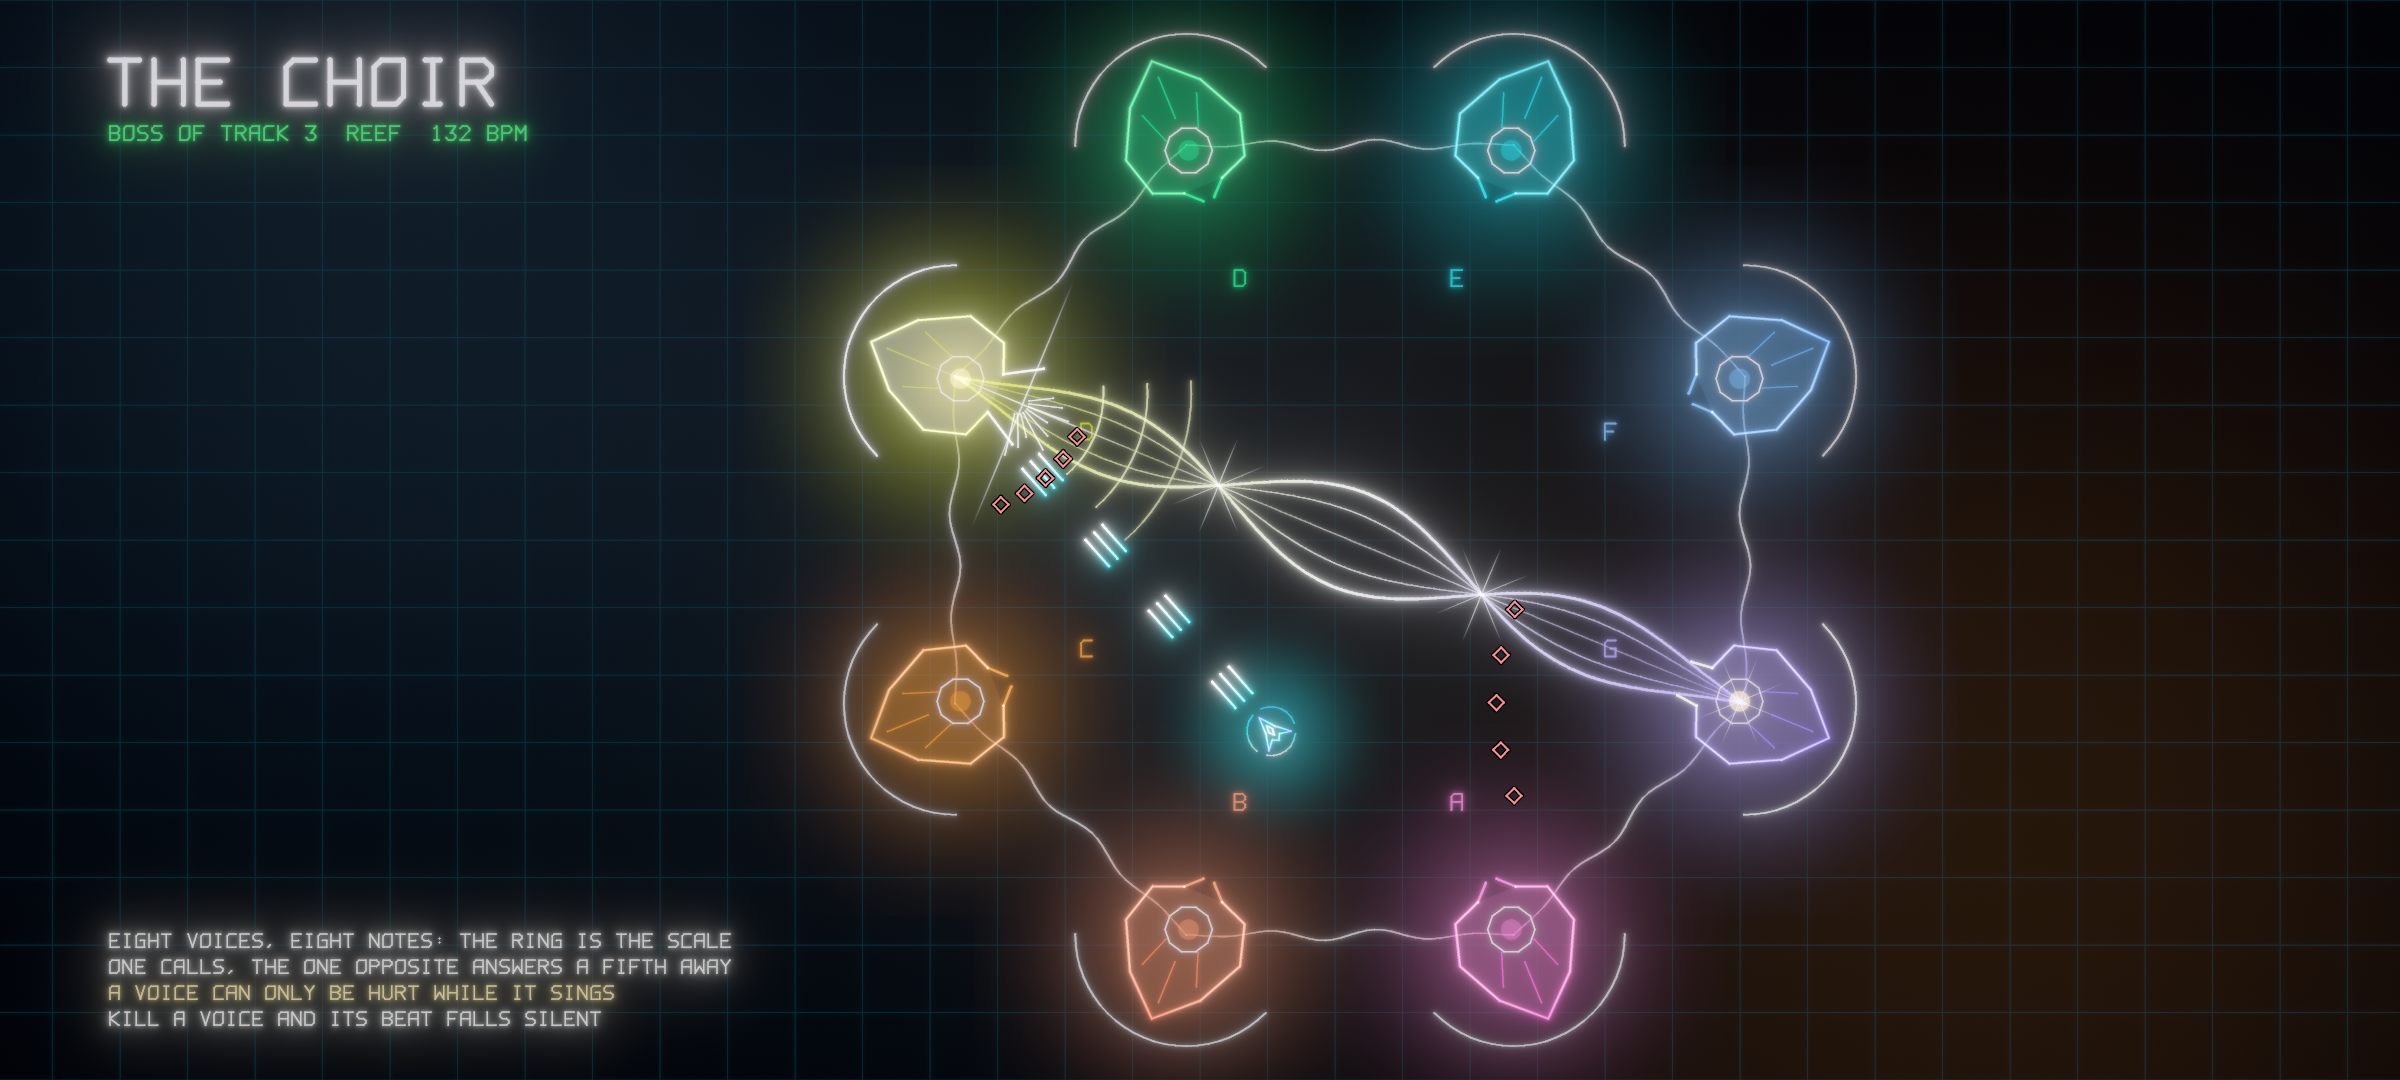 THE CHOIR
BOSS OF TRACK 3 REEF 132 BPM
D
E
F
C
G
B
A
EIGHT VOICES, EIGHT NOTES: THE RING IS THE SCALE
ONE CALLS, THE ONE OPPOSITE ANSWERS A FIFTH AWAY
A VOICE CAN ONLY BE HURT WHILE IT SINGS
KILL A VOICE AND ITS BEAT FALLS SILENT